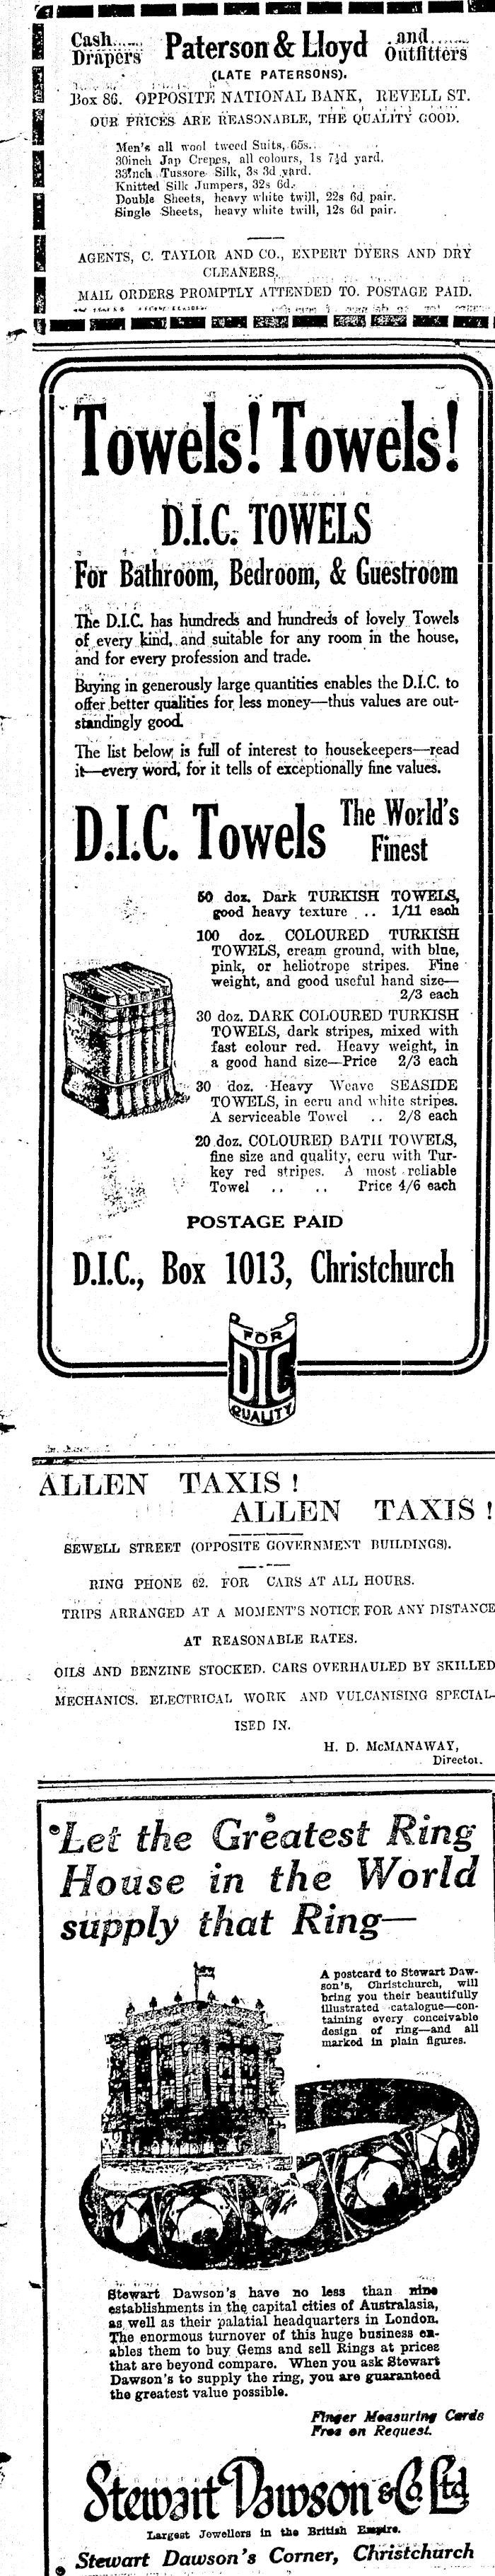 Cash
Drapers
Paterson & Lloyd
and
Outfitters
(LATE PATERSONS).
Box 86. OPPOSITE NATIONAL BANK, REVELL ST.
OUR PRICES ARE REASONABLE, THE QUALITY GOOD.
Men's all wool tweed Suits, 65s.
30inch Jap Crepes, all colours, 1s 7½d yard.
33inch Tussore Silk, 3s 3d yard.
Knitted Silk Jumpers, 32s 6d.
Double Sheets, heavy white twill, 22s 6d pair.
Single Sheets, heavy white twill, 12s 6d pair.
AGENTS, C. TAYLOR AND CO., EXPERT DYERS AND DRY
CLEANERS.
MAIL ORDERS PROMPTLY ATTENDED TO. POSTAGE PAID.
Towels! Towels!
D.I.C. TOWELS
For Bathroom, Bedroom, & Guestroom
The D.I.C. has hundreds and hundreds of lovely Towels
of every kind, and suitable for any room in the house,
and for every profession and trade.
Buying in generously large quantities enables the D.I.C. to
offer better qualities for less money—thus values are out-
standingly good.
The list below is full of interest to housekeepers—read
it—every word, for it tells of exceptionally fine values.
D.I.C. Towels The World's
Finest
50 doz. Dark TURKISH TOWELS,
good heavy texture .. 1/11 each
100 doz. COLOURED TURKISH
TOWELS, cream ground, with blue,
pink, or heliotrope stripes. Fine
weight, and good useful hand size—
2/3 each
30 doz. DARK COLOURED TURKISH
TOWELS, dark stripes, mixed with
fast colour red. Heavy weight, in
a good hand size—Price 2/3 each
30 doz. Heavy Weave SEASIDE
TOWELS, in ecru and white stripes.
A serviceable Towel .. 2/8 each
20 doz. COLOURED BATH TOWELS,
fine size and quality, ecru with Tur-
key red stripes. A most reliable
Towel .. .. Price 4/6 each
POSTAGE PAID
D.I.C., Box 1013, Christchurch
FOR
DIC
QUALITY
ALLEN TAXIS!
ALLEN TAXIS!
SEWELL STREET (OPPOSITE GOVERNMENT BUILDINGS).
RING PHONE 62. FOR CARS AT ALL HOURS.
TRIPS ARRANGED AT A MOMENT'S NOTICE FOR ANY DISTANCE
AT REASONABLE RATES.
OILS AND BENZINE STOCKED. CARS OVERHAULED BY SKILLED
MECHANICS. ELECTRICAL WORK AND VULCANISING SPECIAL-
ISED IN.
H. D. McMANAWAY,
Director.
Let the Greatest Ring
House in the World
supply that Ring—
A postcard to Stewart Daw-
son's, Christchurch, will
bring you their beautifully
illustrated catalogue—con-
taining every conceivable
design of ring—and all
marked in plain figures.
Stewart Dawson's have no less than nine
establishments in the capital cities of Australasia,
as well as their palatial headquarters in London.
The enormous turnover of this huge business en-
ables them to buy Gems and sell Rings at prices
that are beyond compare. When you ask Stewart
Dawson's to supply the ring, you are guaranteed
the greatest value possible.
Finger Measuring Cards
Free on Request.
Stewart Dawson & Co Ltd
Largest Jewellers in the British Empire.
Stewart Dawson's Corner, Christchurch